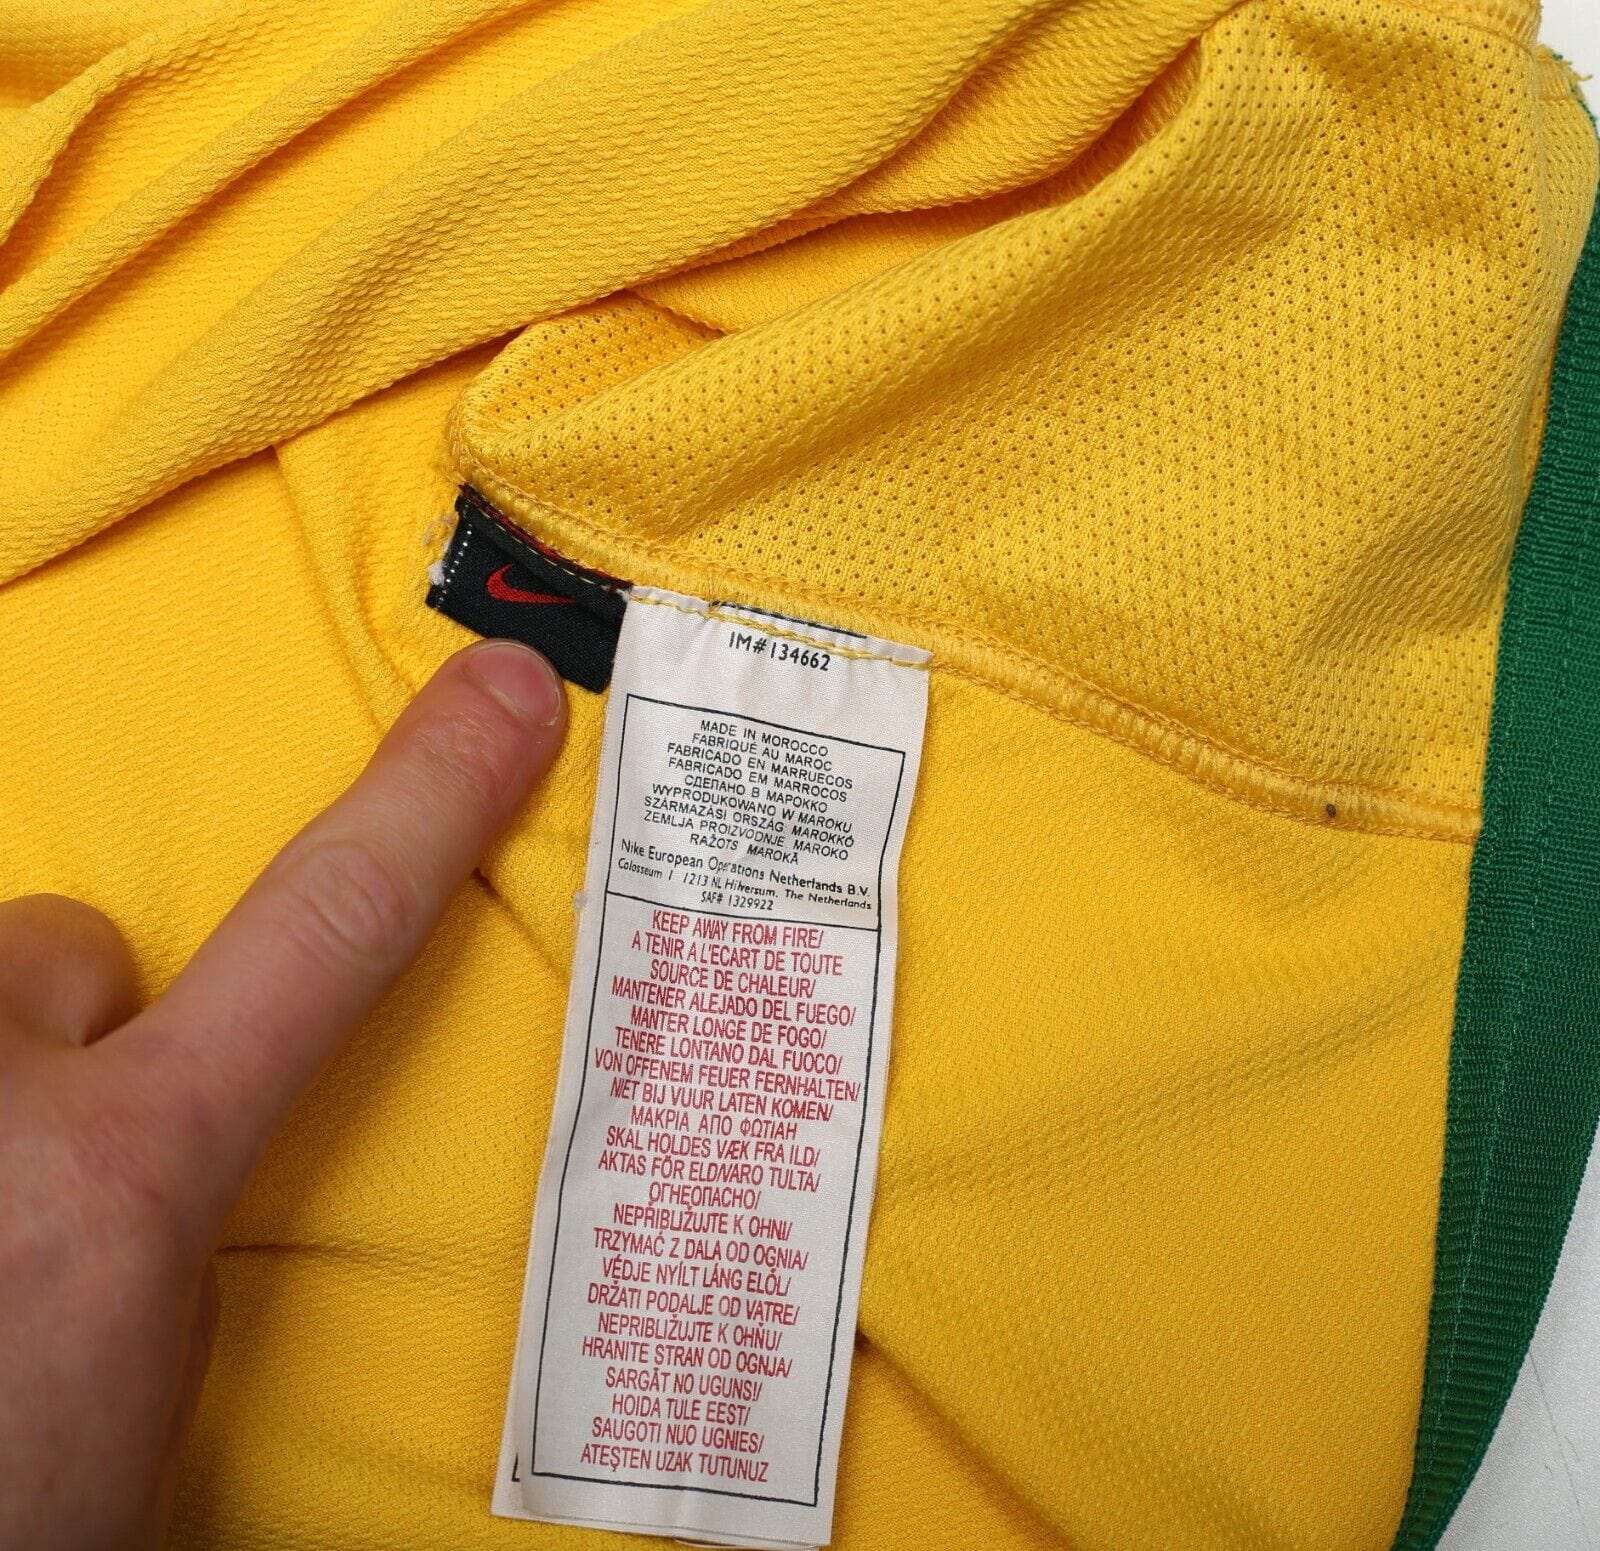 IM#134662
MADE IN MOROCCO
FABRIQUÉ AU MAROC
FABRICADO EN MARRUECOS
FABRICADO EM MARROCOS
СДЕПАНО В МАРОККО
WYPRODUKOWANO W MAROKU
SZÁRMAZÁSI ORSZÁG MAROKKÓ
ZEMLJA PROIZVODNJE MAROKO
RAŽOTS MAROKĀ
Nike European Operations Netherlands B.V.
Colosseum 1 1213 NL Hilversum, The Netherlands
SAF# 1329922
KEEP AWAY FROM FIRE/
A TENIR A L'ECART DE TOUTE
SOURCE DE CHALEUR/
MANTENER ALEJADO DEL FUEGO/
MANTER LONGE DE FOGO/
TENERE LONTANO DAL FUOCO/
VON OFFENEM FEUER FERNHALTEN/
NIET BIJ VUUR LATEN KOMEN/
ΜΑΚΡΙΑ ΑΠΟ ΦΩΤΙΑΗ
SKAL HOLDES VÆK FRA ILD/
AKTAS FÖR ELD/VARO TULTA/
ОГНЕОПАСНО/
NEPŘIBLIŽUJTE K OHNI/
TRZYMAĆ Z DALA OD OGNIA/
VÉDJE NYÍLT LÁNG ELŐL/
DRŽATI PODALJE OD VATRE/
NEPRIBLIŽUJTE K OHŇU/
HRANITE STRAN OD OGNJA/
SARGĀT NO UGUNS!/
HOIDA TULE EEST/
SAUGOTI NUO UGNIES/
ATEŞTEN UZAK TUTUNUZ